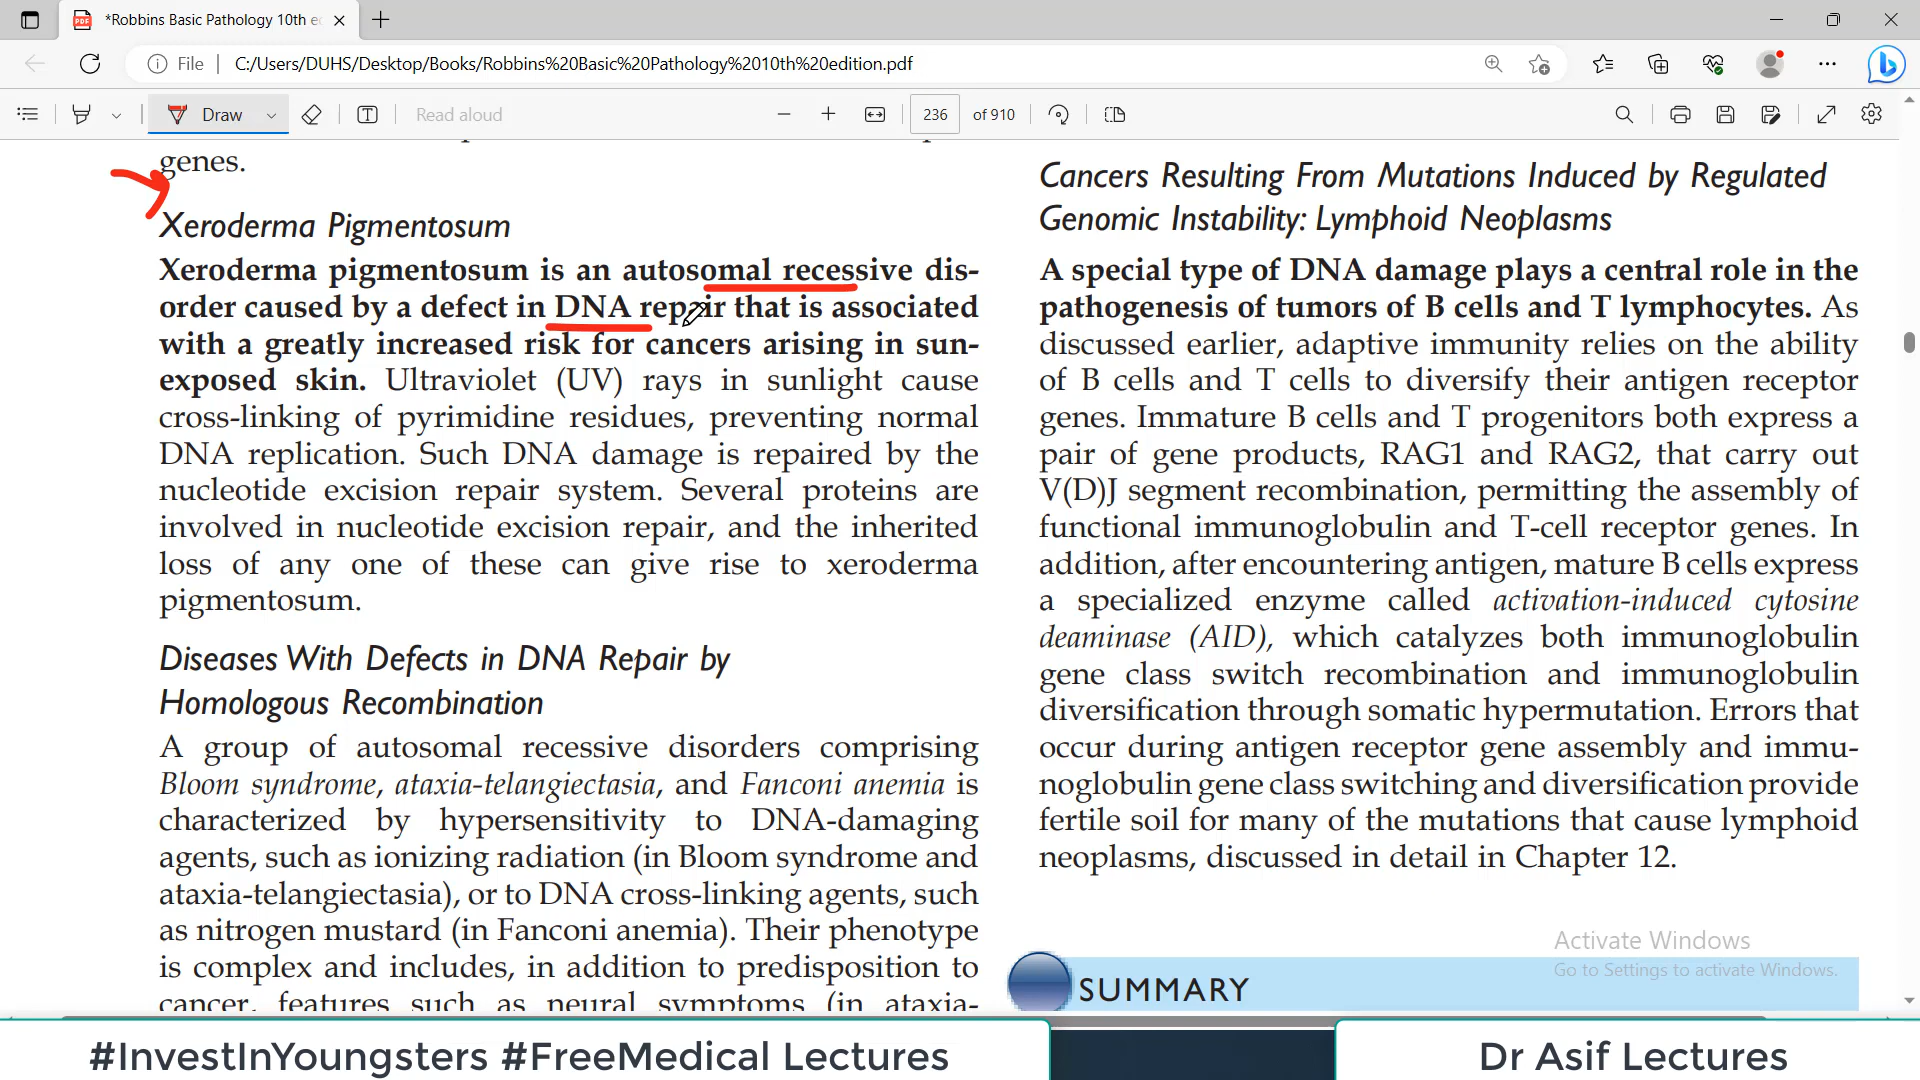 *Robbins Basic Pathology 10th e
File
C:/Users/DUHS/Desktop/Books/Robbins%20Basic%20Pathology%2010th%20edition.pdf
Draw
Read aloud
236
of 910
genes.
Xeroderma Pigmentosum
Xeroderma pigmentosum is an autosomal recessive dis-
order caused by a defect in DNA repair that is associated
with a greatly increased risk for cancers arising in sun-
exposed skin. Ultraviolet (UV) rays in sunlight cause
cross-linking of pyrimidine residues, preventing normal
DNA replication. Such DNA damage is repaired by the
nucleotide excision repair system. Several proteins are
involved in nucleotide excision repair, and the inherited
loss of any one of these can give rise to xeroderma
pigmentosum.
Diseases With Defects in DNA Repair by
Homologous Recombination
A group of autosomal recessive disorders comprising
Bloom syndrome, ataxia-telangiectasia, and Fanconi anemia is
characterized by hypersensitivity to DNA-damaging
agents, such as ionizing radiation (in Bloom syndrome and
ataxia-telangiectasia), or to DNA cross-linking agents, such
as nitrogen mustard (in Fanconi anemia). Their phenotype
is complex and includes, in addition to predisposition to
cancer, features such as neural symptoms (in ataxia-
Cancers Resulting From Mutations Induced by Regulated
Genomic Instability: Lymphoid Neoplasms
A special type of DNA damage plays a central role in the
pathogenesis of tumors of B cells and T lymphocytes. As
discussed earlier, adaptive immunity relies on the ability
of B cells and T cells to diversify their antigen receptor
genes. Immature B cells and T progenitors both express a
pair of gene products, RAG1 and RAG2, that carry out
V(D)J segment recombination, permitting the assembly of
functional immunoglobulin and T-cell receptor genes. In
addition, after encountering antigen, mature B cells express
a specialized enzyme called activation-induced cytosine
deaminase (AID), which catalyzes both immunoglobulin
gene class switch recombination and immunoglobulin
diversification through somatic hypermutation. Errors that
occur during antigen receptor gene assembly and immu-
noglobulin gene class switching and diversification provide
fertile soil for many of the mutations that cause lymphoid
neoplasms, discussed in detail in Chapter 12.
Activate Windows
Go to Settings to activate Windows.
SUMMARY
#InvestInYoungsters #FreeMedical Lectures
Dr Asif Lectures